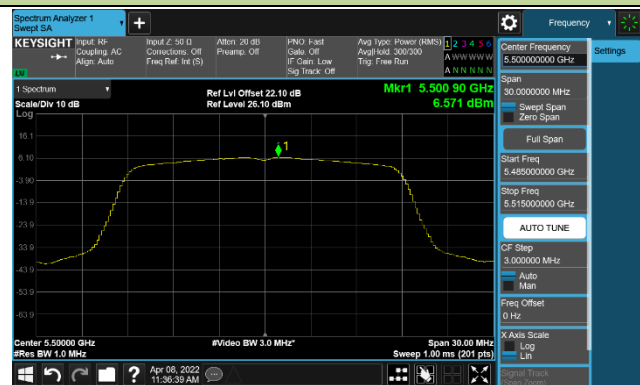 Spectrum Analyzer 1
Swept SA
Frequency
KEYSIGHT
Input: RF
Coupling: AC
Align: Auto
Input Z: 50 Ω
Corrections: Off
Freq Ref: Int (S)
Atten: 20 dB
Preamp: Off
PNO: Fast
Gate: Off
IF Gain: Low
Sig Track: Off
Avg Type: Power (RMS)
Avg|Hold: 300/300
Trig: Free Run
1 2 3 4 5 6
A W W W W W
A N N N N N
1 Spectrum
Scale/Div 10 dB
Log
Ref Lvl Offset 22.10 dB
Ref Level 26.10 dBm
Mkr1 5.500 90 GHz
6.571 dBm
1
16.1
6.10
-3.90
-13.9
-23.9
-33.9
-43.9
-53.9
-63.9
Center 5.50000 GHz
#Res BW 1.0 MHz
#Video BW 3.0 MHz*
Span 30.00 MHz
Sweep 1.00 ms (201 pts)
Apr 08, 2022
11:36:39 AM
Center Frequency
5.500000000 GHz
Settings
Span
30.0000000 MHz
Swept Span
Zero Span
Full Span
Start Freq
5.485000000 GHz
Stop Freq
5.515000000 GHz
AUTO TUNE
CF Step
3.000000 MHz
Auto
Man
Freq Offset
0 Hz
X Axis Scale
Log
Lin
Signal Track
(Span Zoom)